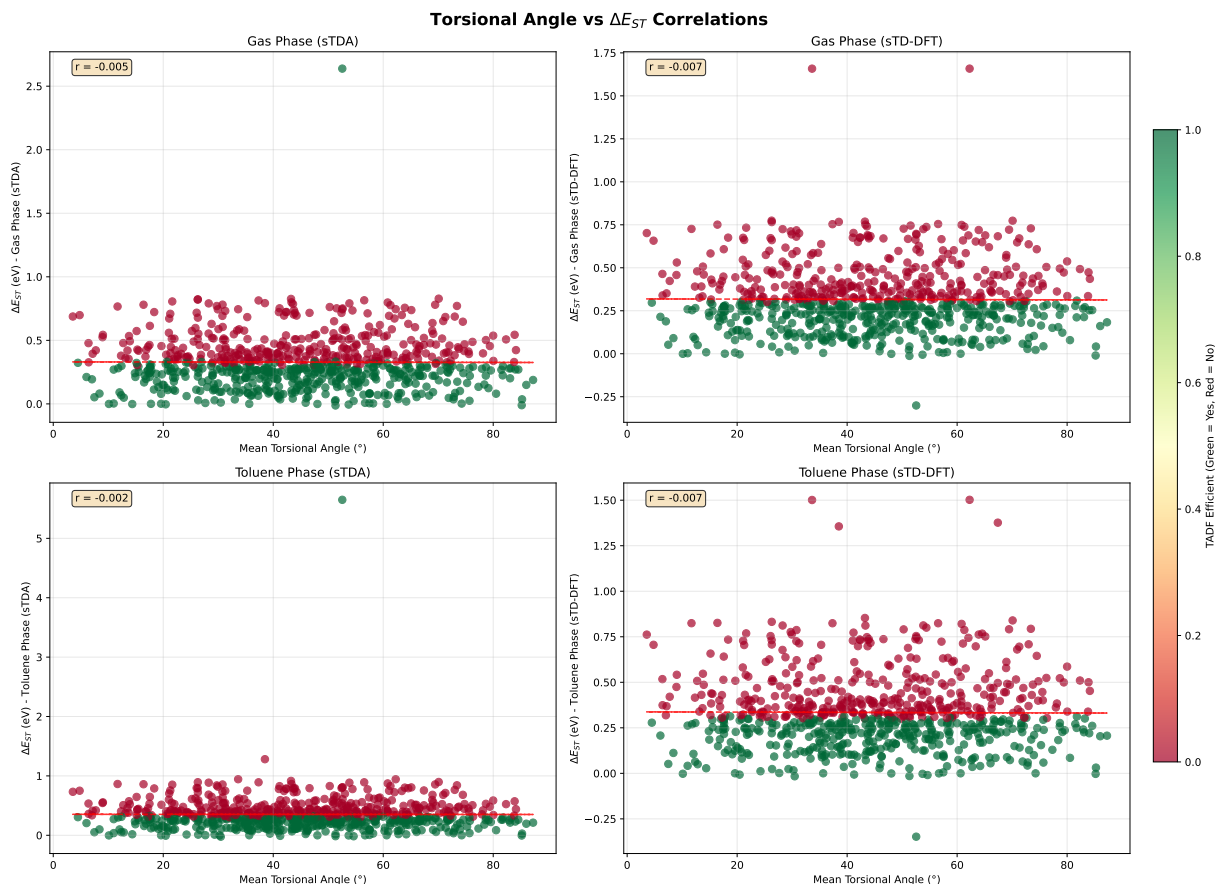 Torsional Angle vs ΔE_ST Correlations
Gas Phase (sTDA)
r = -0.005
2.5
2.0
1.5
1.0
0.5
0.0
ΔE_ST (eV) - Gas Phase (sTDA)
0 20 40 60 80
Mean Torsional Angle (°)
Gas Phase (sTD-DFT)
r = -0.007
1.75
1.50
1.25
1.00
0.75
0.50
0.25
0.00
−0.25
ΔE_ST (eV) - Gas Phase (sTD-DFT)
0 20 40 60 80
Mean Torsional Angle (°)
Toluene Phase (sTDA)
r = -0.002
5
4
3
2
1
0
ΔE_ST (eV) - Toluene Phase (sTDA)
0 20 40 60 80
Mean Torsional Angle (°)
Toluene Phase (sTD-DFT)
r = -0.007
1.50
1.25
1.00
0.75
0.50
0.25
0.00
−0.25
ΔE_ST (eV) - Toluene Phase (sTD-DFT)
0 20 40 60 80
Mean Torsional Angle (°)
1.0
0.8
0.6
0.4
0.2
0.0
TADF Efficient (Green = Yes, Red = No)